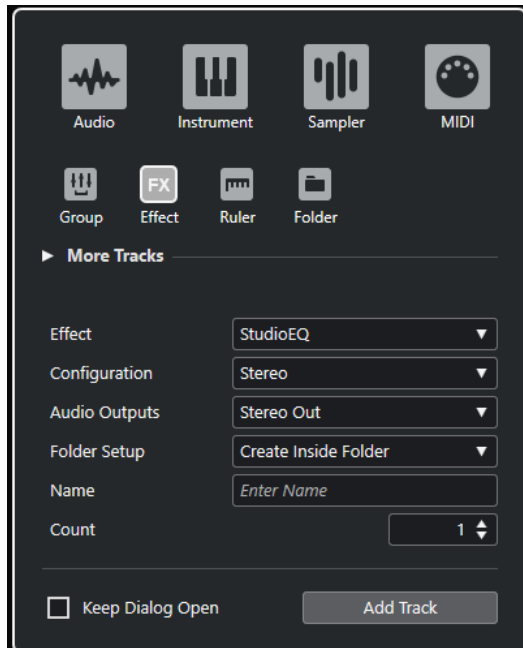 Audio Instrument Sampler MIDI
FX
Group Effect Ruler Folder
More Tracks
Effect StudioEQ
Configuration Stereo
Audio Outputs Stereo Out
Folder Setup Create Inside Folder
Name Enter Name
Count 1
Keep Dialog Open Add Track